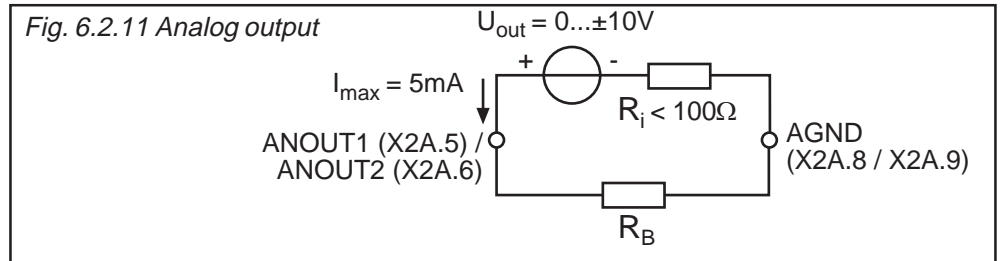 Fig. 6.2.11 Analog output
U_out = 0...±10V
+ -
I_max = 5mA
R_i < 100Ω
ANOUT1 (X2A.5) /
ANOUT2 (X2A.6)
AGND
(X2A.8 / X2A.9)
R_B